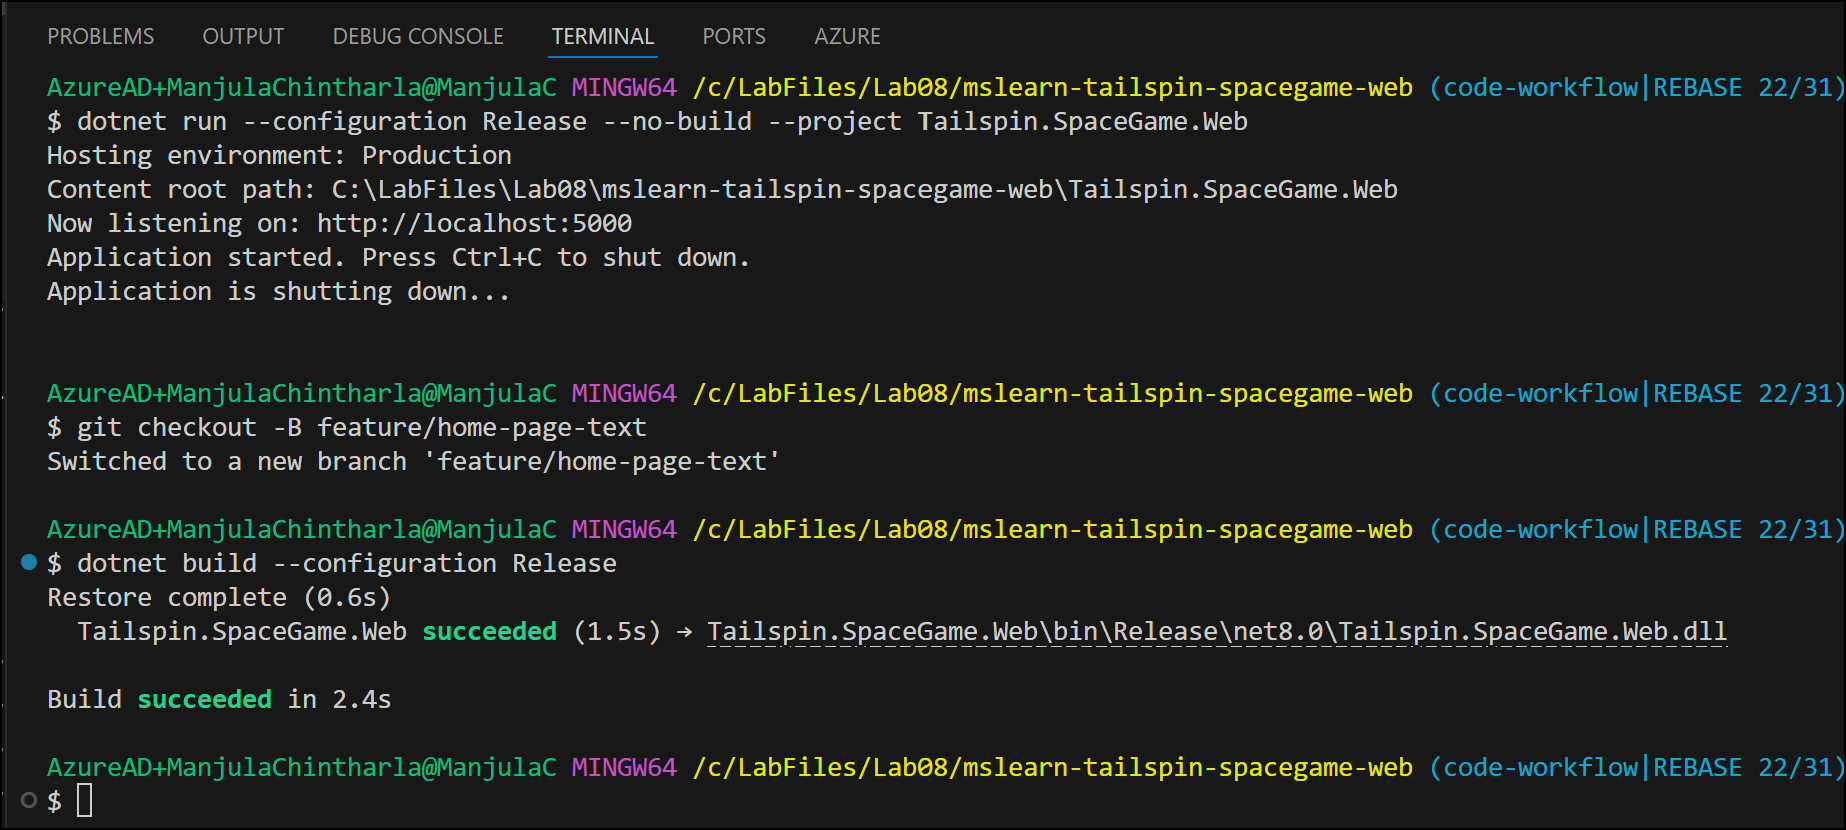 PROBLEMS OUTPUT DEBUG CONSOLE TERMINAL PORTS AZURE
AzureAD+ManjulaChintharla@ManjulaC MINGW64 /c/LabFiles/Lab08/mslearn-tailspin-spacegame-web (code-workflow|REBASE 22/31)
$ dotnet run --configuration Release --no-build --project Tailspin.SpaceGame.Web
Hosting environment: Production
Content root path: C:\LabFiles\Lab08\mslearn-tailspin-spacegame-web\Tailspin.SpaceGame.Web
Now listening on: http://localhost:5000
Application started. Press Ctrl+C to shut down.
Application is shutting down...
AzureAD+ManjulaChintharla@ManjulaC MINGW64 /c/LabFiles/Lab08/mslearn-tailspin-spacegame-web (code-workflow|REBASE 22/31)
$ git checkout -B feature/home-page-text
Switched to a new branch 'feature/home-page-text'
AzureAD+ManjulaChintharla@ManjulaC MINGW64 /c/LabFiles/Lab08/mslearn-tailspin-spacegame-web (code-workflow|REBASE 22/31)
$ dotnet build --configuration Release
Restore complete (0.6s)
Tailspin.SpaceGame.Web succeeded (1.5s) → Tailspin.SpaceGame.Web\bin\Release\net8.0\Tailspin.SpaceGame.Web.dll
Build succeeded in 2.4s
AzureAD+ManjulaChintharla@ManjulaC MINGW64 /c/LabFiles/Lab08/mslearn-tailspin-spacegame-web (code-workflow|REBASE 22/31)
$